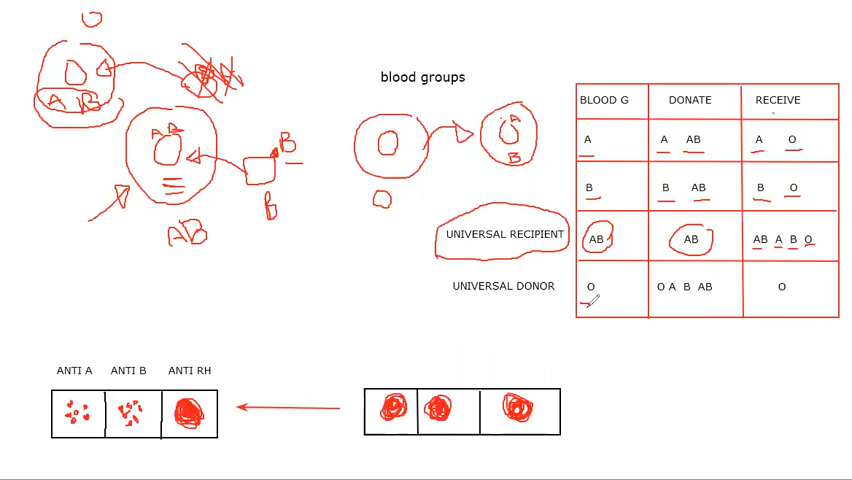 O
A B
blood groups
A B
B
A
B
O
B
AB
BLOOD G DONATE RECEIVE
A A AB A O
B B AB B O
UNIVERSAL RECIPIENT AB AB AB A B O
UNIVERSAL DONOR O O A B AB O
ANTI A ANTI B ANTI RH